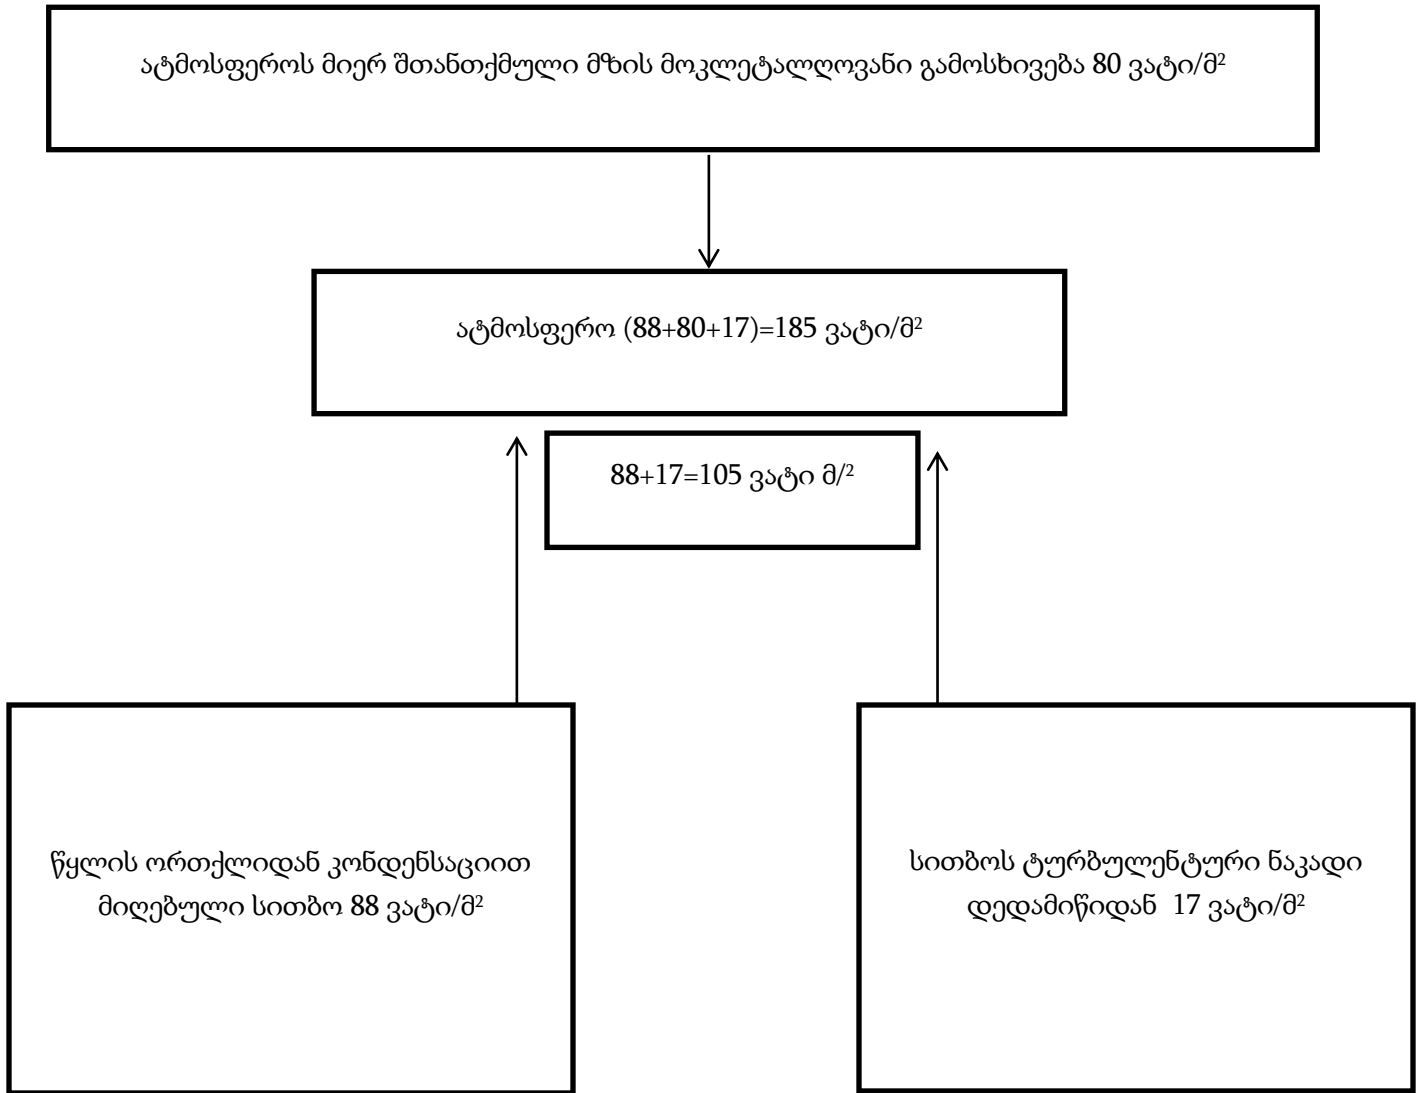 ატმოსფეროს მიერ შთანთქმული მზის მოკლეტალღოვანი გამოსხივება 80 ვატი/მ²
ატმოსფერო (88+80+17)=185 ვატი/მ²
88+17=105 ვატი მ/²
წყლის ორთქლიდან კონდენსაციით
მიღებული სითბო 88 ვატი/მ²
სითბოს ტურბულენტური ნაკადი
დედამიწიდან 17 ვატი/მ²